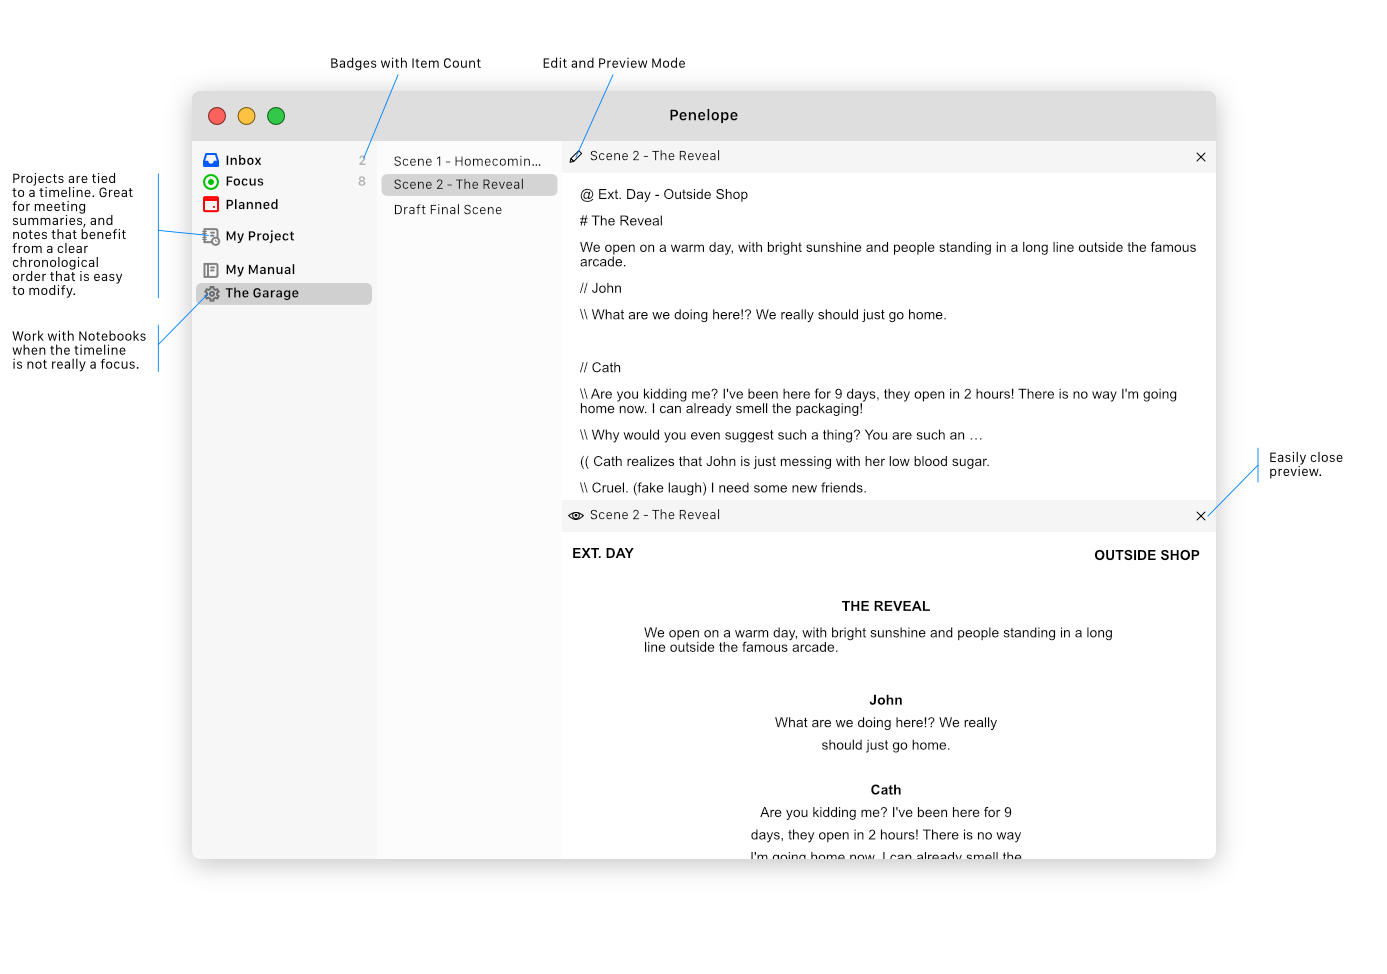 Badges with Item Count
Edit and Preview Mode
Penelope
Projects are tied
to a timeline. Great
for meeting
summaries, and
notes that benefit
from a clear
chronological
order that is easy
to modify.
Work with Notebooks
when the timeline
is not really a focus.
Inbox 2
Focus 8
Planned
My Project
My Manual
The Garage
Scene 1 - Homecomin...
Scene 2 - The Reveal
Draft Final Scene
Scene 2 - The Reveal
@ Ext. Day - Outside Shop
# The Reveal
We open on a warm day, with bright sunshine and people standing in a long line outside the famous
arcade.
// John
\\ What are we doing here!? We really should just go home.
// Cath
\\ Are you kidding me? I've been here for 9 days, they open in 2 hours! There is no way I'm going
home now. I can already smell the packaging!
\\ Why would you even suggest such a thing? You are such an …
(( Cath realizes that John is just messing with her low blood sugar.
\\ Cruel. (fake laugh) I need some new friends.
Easily close
preview.
Scene 2 - The Reveal
EXT. DAY
OUTSIDE SHOP
THE REVEAL
We open on a warm day, with bright sunshine and people standing in a long
line outside the famous arcade.
John
What are we doing here!? We really
should just go home.
Cath
Are you kidding me? I've been here for 9
days, they open in 2 hours! There is no way
I'm going home now. I can already smell the